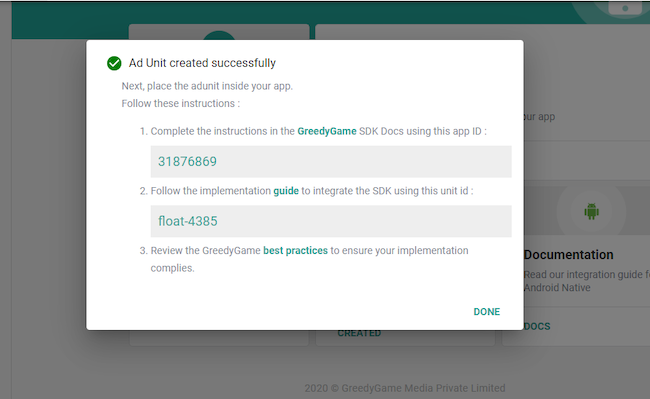 Ad Unit created successfully
Next, place the adunit inside your app.
Follow these instructions :
1. Complete the instructions in the GreedyGame SDK Docs using this app ID :
31876869
2. Follow the implementation guide to integrate the SDK using this unit id :
float-4385
3. Review the GreedyGame best practices to ensure your implementation
complies.
DONE
our app
Documentation
Read our integration guide f
Android Native
CREATED
DOCS
2020 © GreedyGame Media Private Limited